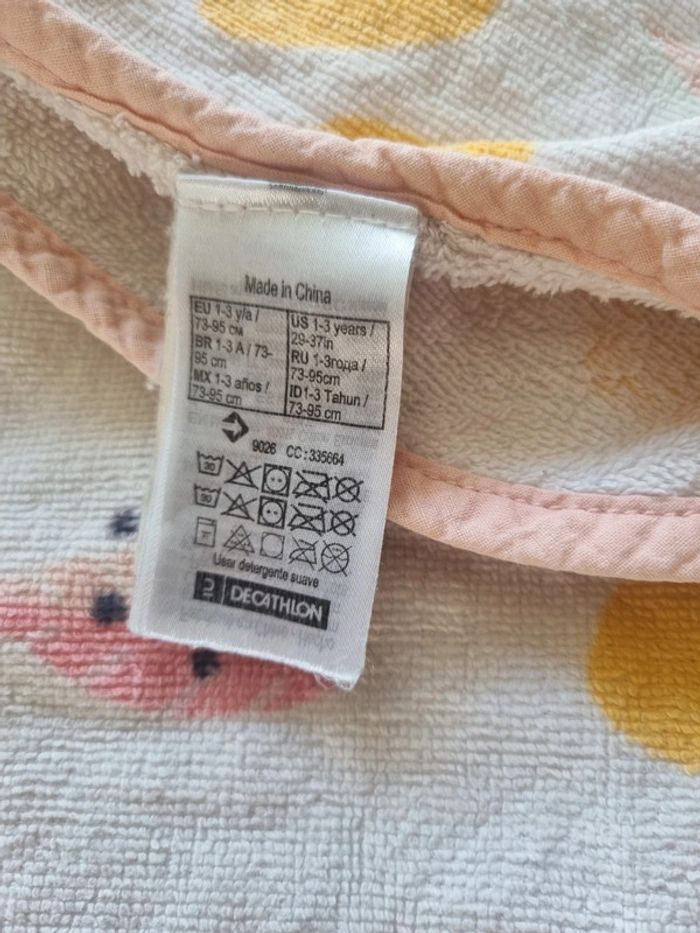 Made in China
EU 1-3 y/a /
73-95 см
BR 1-3 A / 73-
95 cm
MX 1-3 años /
73-95 cm
US 1-3 years /
29-37in
RU 1-3года /
73-95cm
ID1-3 Tahun /
73-95 cm
9026 CC:335664
30
30
Usar detergente suave
DECATHLON